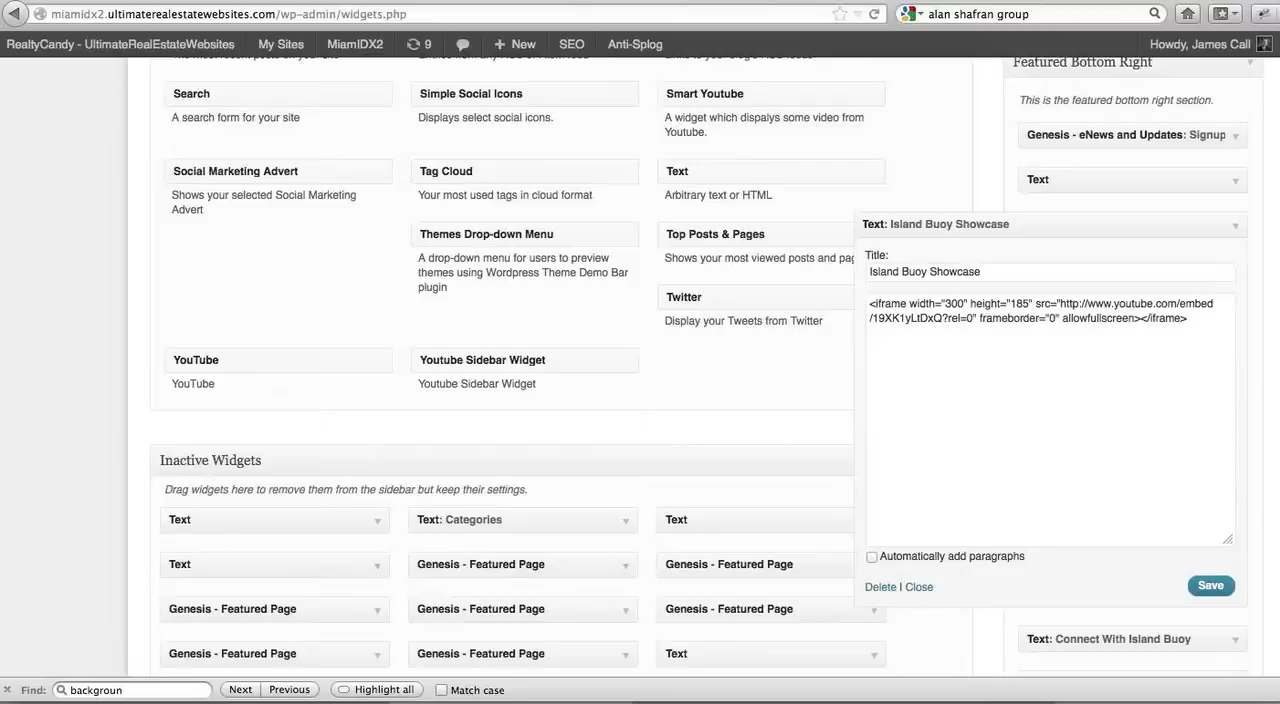 miamidx2.ultimaterealestatewebsites.com/wp-admin/widgets.php
alan shafran group
RealtyCandy - UltimateRealEstateWebsites
My Sites
MiamIDX2
9
New
SEO
Anti-Splog
Howdy, James Call
Featured Bottom Right
This is the featured bottom right section.
Search
Simple Social Icons
Smart Youtube
A search form for your site
Displays select social icons.
A widget which dispalys some video from
Youtube.
Genesis - eNews and Updates: Signup
Social Marketing Advert
Tag Cloud
Text
Text
Shows your selected Social Marketing
Advert
Your most used tags in cloud format
Arbitrary text or HTML
Themes Drop-down Menu
Top Posts & Pages
A drop-down menu for users to preview
themes using Wordpress Theme Demo Bar
plugin
Shows your most viewed posts and pag
Twitter
Display your Tweets from Twitter
YouTube
Youtube Sidebar Widget
YouTube
Youtube Sidebar Widget
Text: Island Buoy Showcase
Title:
Island Buoy Showcase
<iframe width="300" height="185" src="http://www.youtube.com/embed
/19XK1yLtDxQ?rel=0" frameborder="0" allowfullscreen></iframe>
Automatically add paragraphs
Delete | Close
Save
Inactive Widgets
Drag widgets here to remove them from the sidebar but keep their settings.
Text
Text: Categories
Text
Text
Genesis - Featured Page
Genesis - Featured Page
Genesis - Featured Page
Genesis - Featured Page
Genesis - Featured Page
Genesis - Featured Page
Genesis - Featured Page
Text
Text: Connect With Island Buoy
Find:
backgroun
Next
Previous
Highlight all
Match case